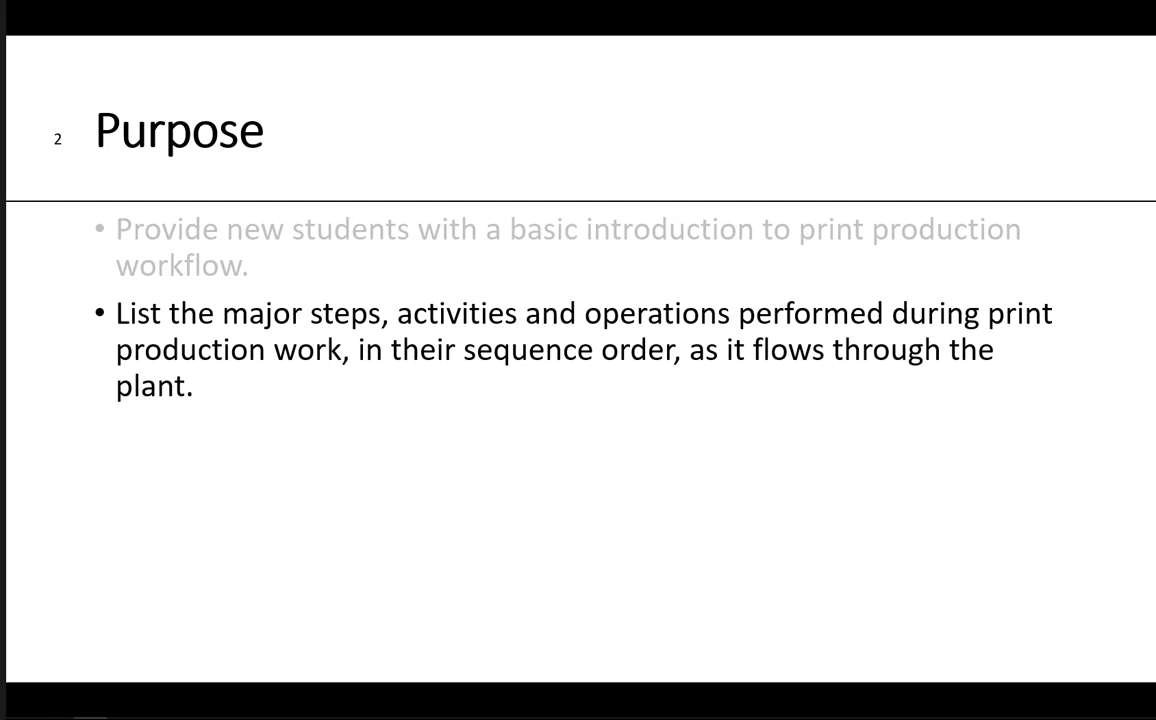 2
Purpose
• Provide new students with a basic introduction to print production
workflow.
• List the major steps, activities and operations performed during print
production work, in their sequence order, as it flows through the
plant.